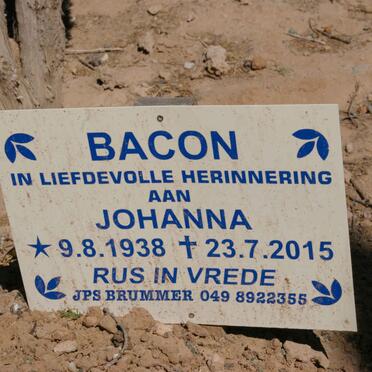 BACON
IN LIEFDEVOLLE HERINNERING
AAN
JOHANNA
★ 9.8.1938 ✝ 23.7.2015
RUS IN VREDE
JPS BRUMMER 049 8922355